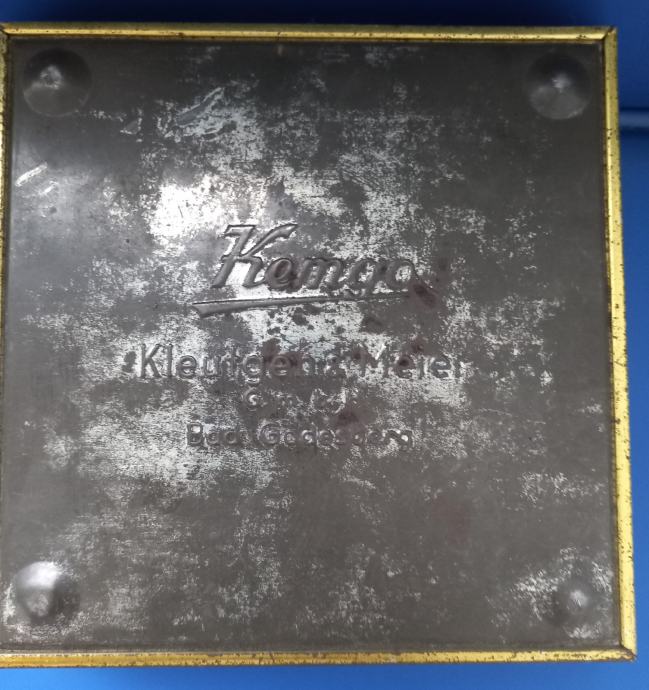 Kemgo
Kleutgen & Meier
G.m.b.H.
Bad Godesberg